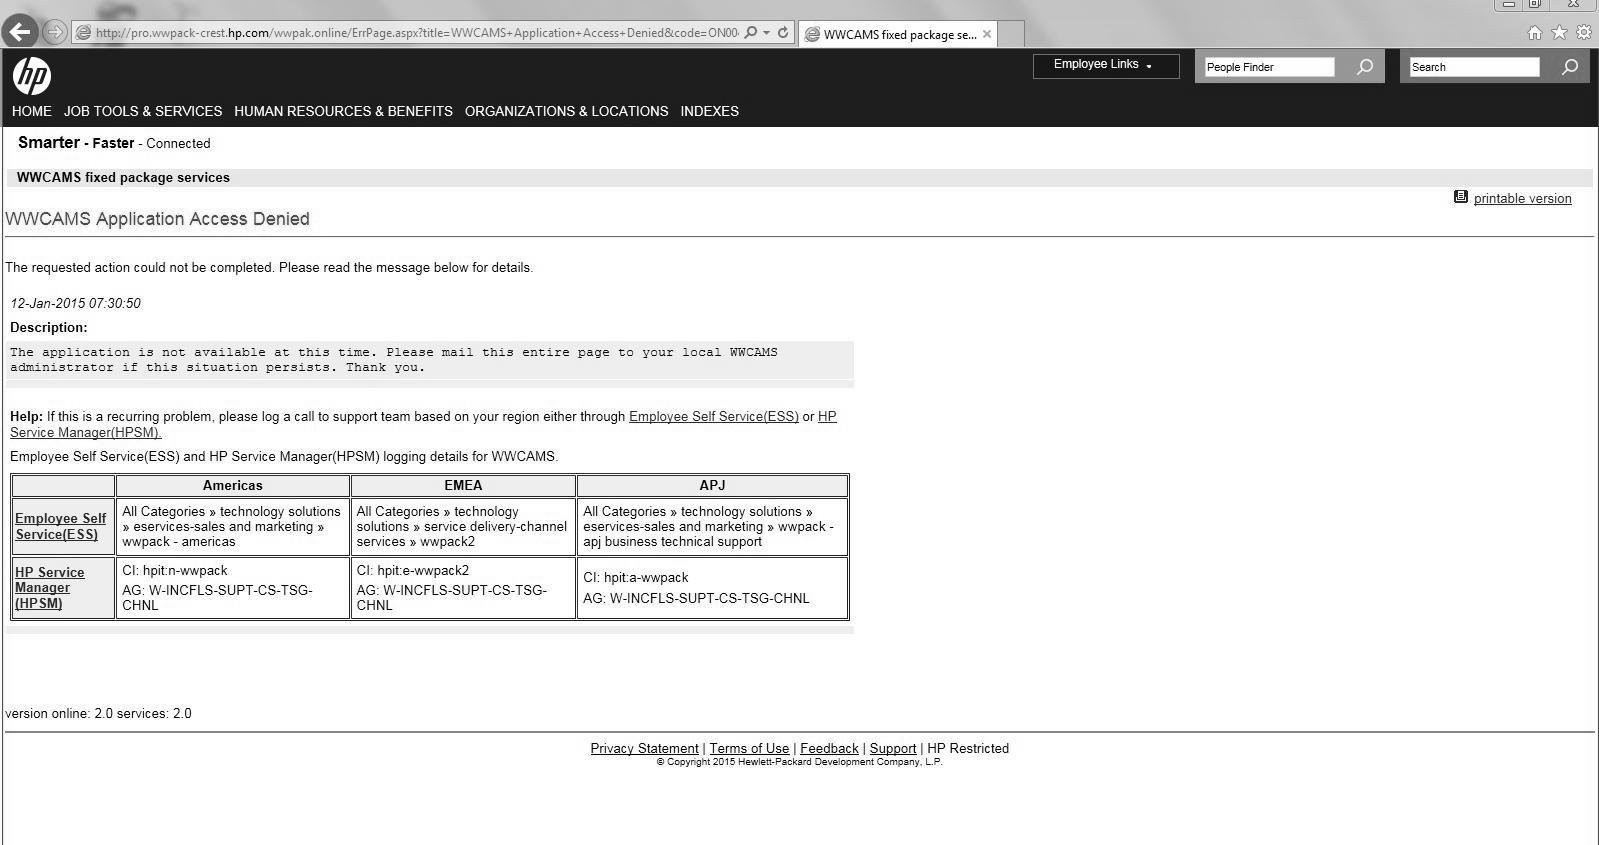 http://pro.wwpack-crest.hp.com/wwpak.online/ErrPage.aspx?title=WWCAMS+Application+Access+Denied&code=ON00
WWCAMS fixed package se...
hp
Employee Links
People Finder
Search
HOME JOB TOOLS & SERVICES HUMAN RESOURCES & BENEFITS ORGANIZATIONS & LOCATIONS INDEXES
Smarter - Faster - Connected
WWCAMS fixed package services
printable version
WWCAMS Application Access Denied
The requested action could not be completed. Please read the message below for details.
12-Jan-2015 07:30:50
Description:
The application is not available at this time. Please mail this entire page to your local WWCAMS
administrator if this situation persists. Thank you.
Help: If this is a recurring problem, please log a call to support team based on your region either through Employee Self Service(ESS) or HP
Service Manager(HPSM).
Employee Self Service(ESS) and HP Service Manager(HPSM) logging details for WWCAMS.
Americas EMEA APJ
Employee Self
Service(ESS)
All Categories » technology solutions
» eservices-sales and marketing »
wwpack - americas
All Categories » technology
solutions » service delivery-channel
services » wwpack2
All Categories » technology solutions »
eservices-sales and marketing » wwpack -
apj business technical support
HP Service
Manager
(HPSM)
CI: hpit:n-wwpack
AG: W-INCFLS-SUPT-CS-TSG-
CHNL
CI: hpit:e-wwpack2
AG: W-INCFLS-SUPT-CS-TSG-
CHNL
CI: hpit:a-wwpack
AG: W-INCFLS-SUPT-CS-TSG-CHNL
version online: 2.0 services: 2.0
Privacy Statement | Terms of Use | Feedback | Support | HP Restricted
© Copyright 2015 Hewlett-Packard Development Company, L.P.